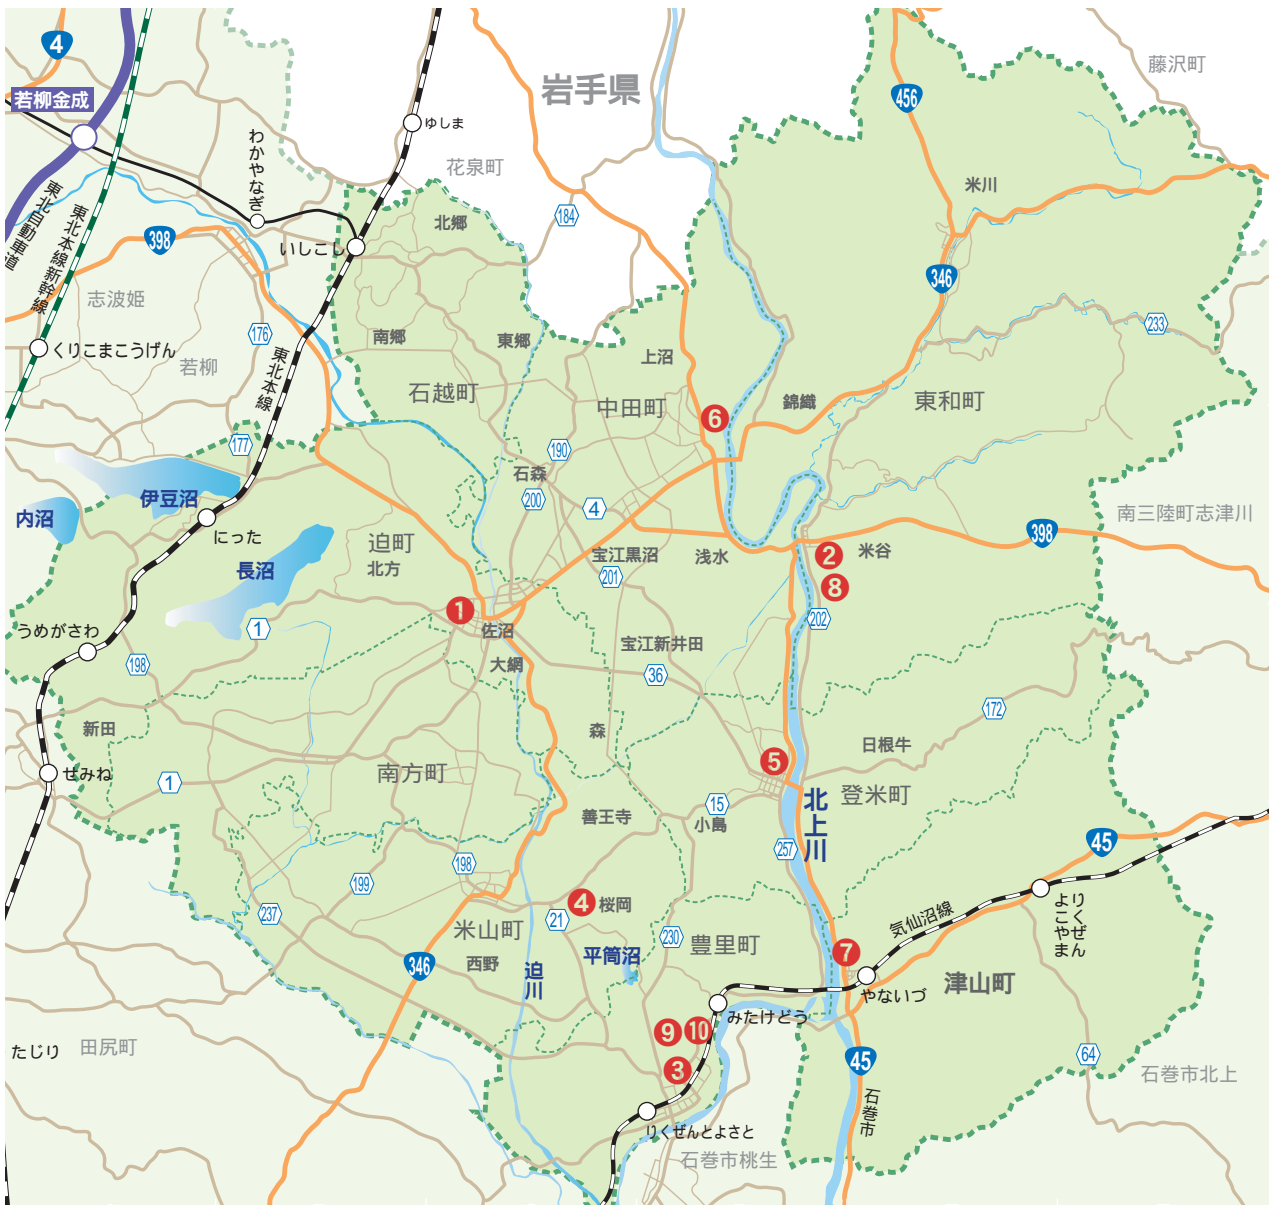 4
岩手県
藤沢町
若柳金成
456
ゆしま
わかやなぎ
花泉町
米川
東北自動車道
東北本線新幹線
184
北郷
398
いしこし
346
志波姫
176
南郷
東郷
233
くりこまこうげん
若柳
東北本線
上沼
石越町
中田町
錦織
東和町
6
177
190
石森
伊豆沼
200
4
内沼
にった
南三陸町志津川
398
迫町
北方
宝江黒沼
浅水
2
米谷
長沼
201
8
1
1
202
うめがさわ
佐沼
宝江新井田
198
大網
36
172
新田
森
日根牛
せみね
1
南方町
5
登米町
北上川
15
善王寺
小島
45
257
198
199
りくぜん
よこやま
237
4
桜岡
21
気仙沼線
米山町
230
豊里町
346
西野
迫川
平筒沼
7
やないづ
津山町
みたけどう
たじり
田尻町
9
10
45
64
3
石巻市北上
石巻市
りくぜんとよさと
石巻市桃生